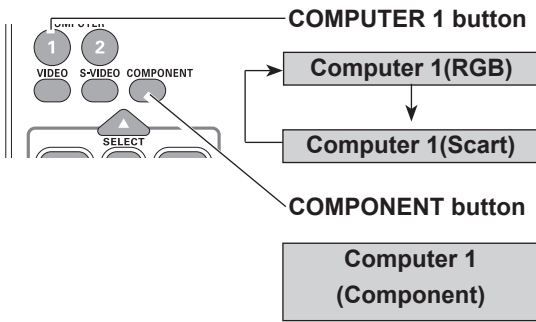 COMPUTER
1 2
VIDEO S-VIDEO COMPONENT
SELECT
COMPUTER 1 button
Computer 1(RGB)
Computer 1(Scart)
COMPONENT button
Computer 1
(Component)